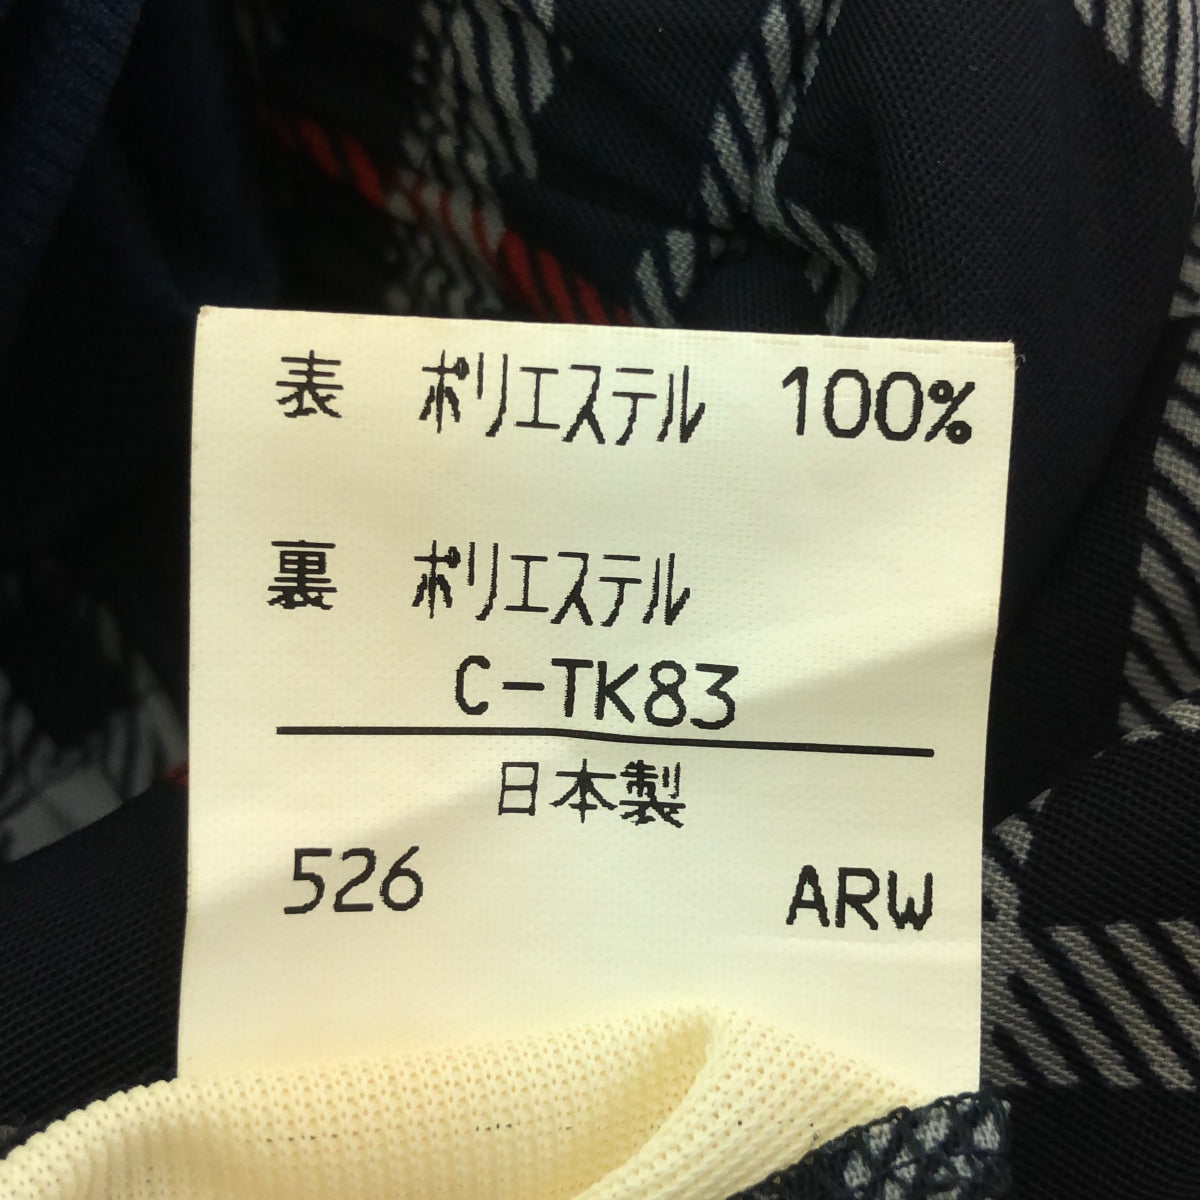 表 ポリエステル 100%
裏 ポリエステル
C-TK83
日本製
526 ARW